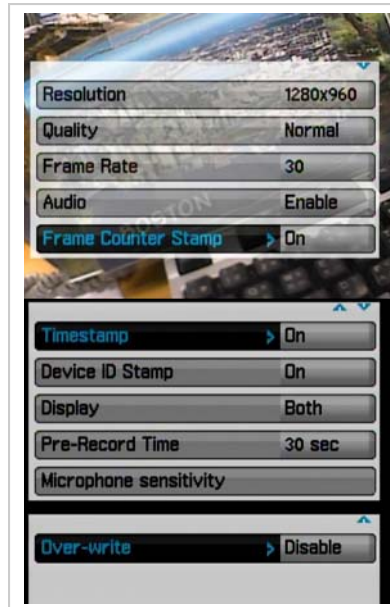 Resolution 1280x960
Quality Normal
Frame Rate 30
Audio Enable
BOSTON
Frame Counter Stamp > On
Timestamp > On
Device ID Stamp On
Display Both
Pre-Record Time 30 sec
Microphone sensitivity
Over-write > Disable